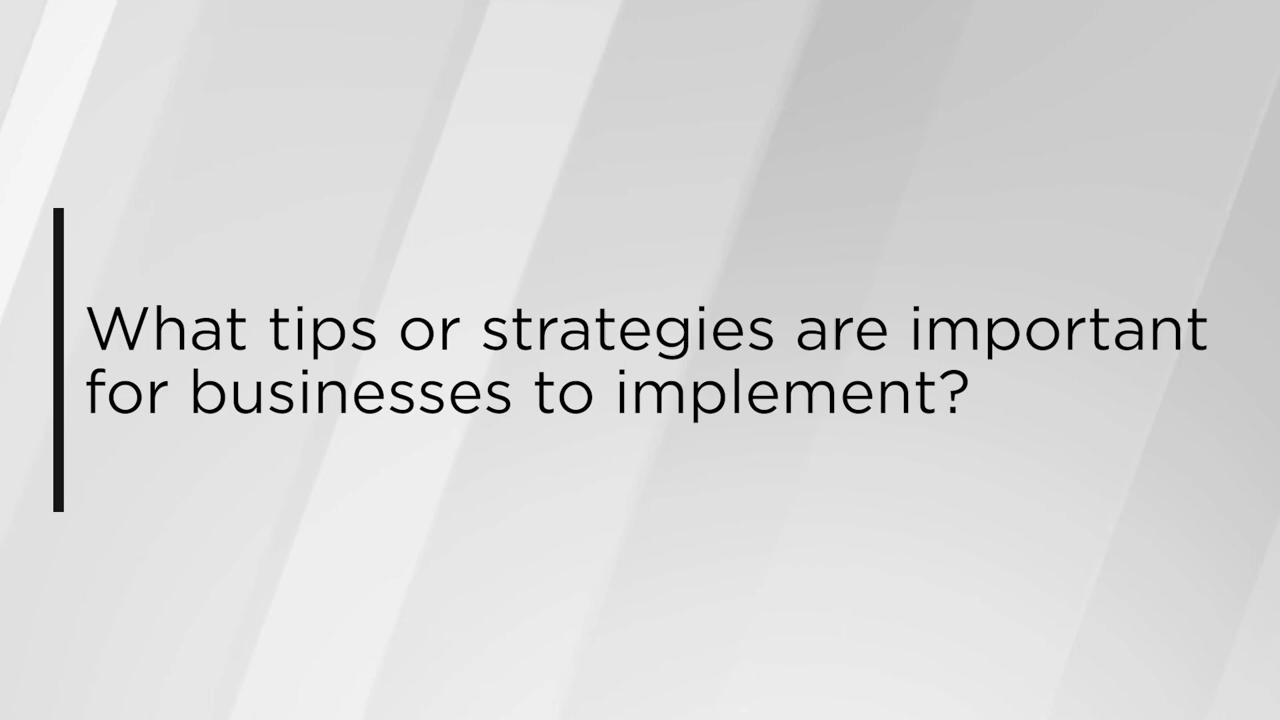 What tips or strategies are important
for businesses to implement?